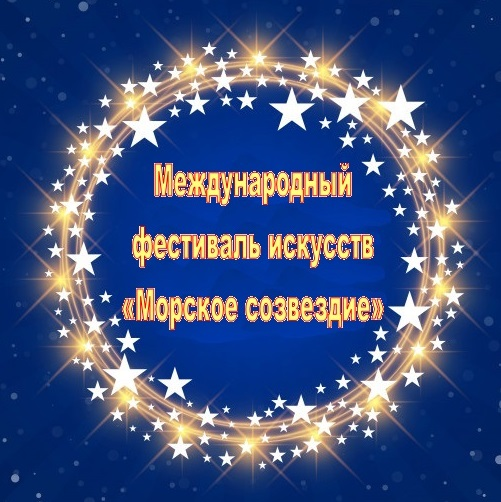 Международный
фестиваль искусств
«Морское созвездие»